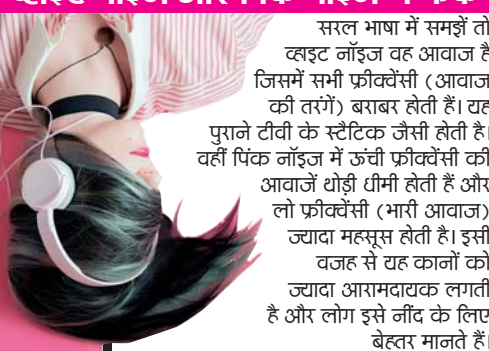 सरल भाषा में समझें तो
व्हाइट नॉइज वह आवाज है
जिसमें सभी फ्रीक्वेंसी (आवाज
की तरंगें) बराबर होती हैं। यह
पुराने टीवी के स्टैटिक जैसी होती है।
वहीं पिंक नॉइज में ऊंची फ्रीक्वेंसी की
आवाजें थोड़ी धीमी होती हैं और
लो फ्रीक्वेंसी (भारी आवाज)
ज्यादा महसूस होती है। इसी
वजह से यह कानों को
ज्यादा आरामदायक लगती
है और लोग इसे नींद के लिए
बेहतर मानते हैं।